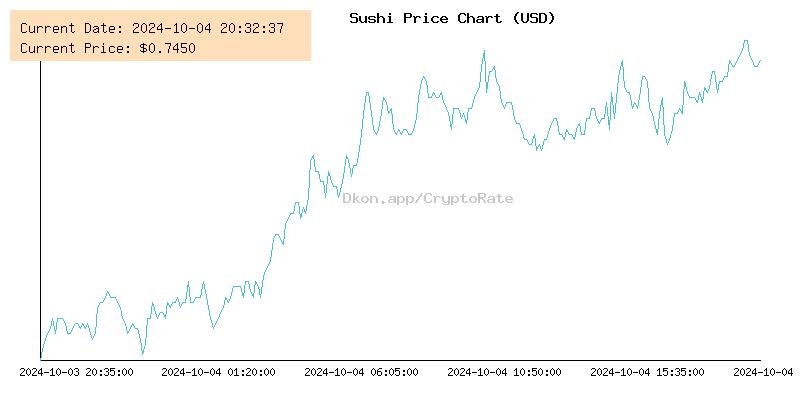 Sushi Price Chart (USD)
Current Date: 2024-10-04 20:32:37
Current Price: $0.7450
Dkon.app/CryptoRate
2024-10-03 20:35:00 2024-10-04 01:20:00 2024-10-04 06:05:00 2024-10-04 10:50:00 2024-10-04 15:35:00 2024-10-04